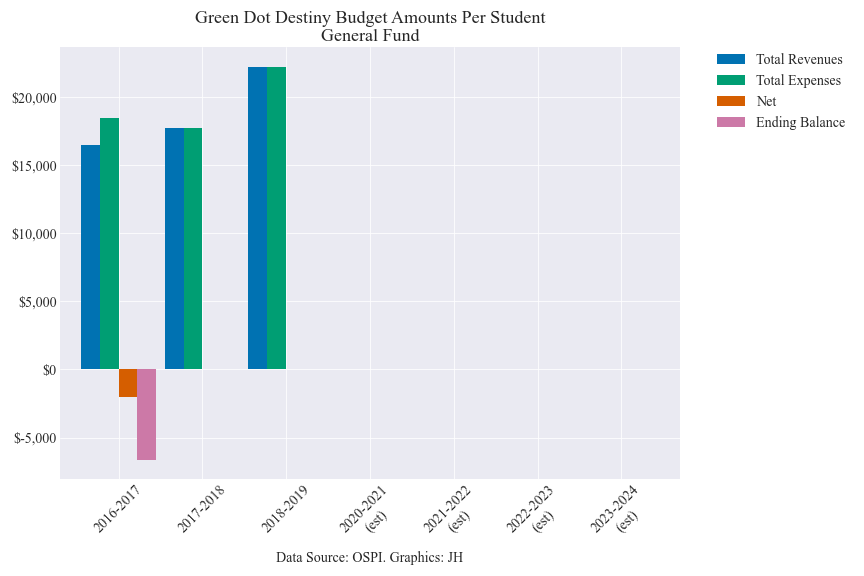 Green Dot Destiny Budget Amounts Per Student
General Fund
Total Revenues
Total Expenses
Net
Ending Balance
$20,000
$15,000
$10,000
$5,000
$0
$-5,000
2016-2017
2017-2018
2018-2019
2020-2021
(est)
2021-2022
(est)
2022-2023
(est)
2023-2024
(est)
Data Source: OSPI. Graphics: JH